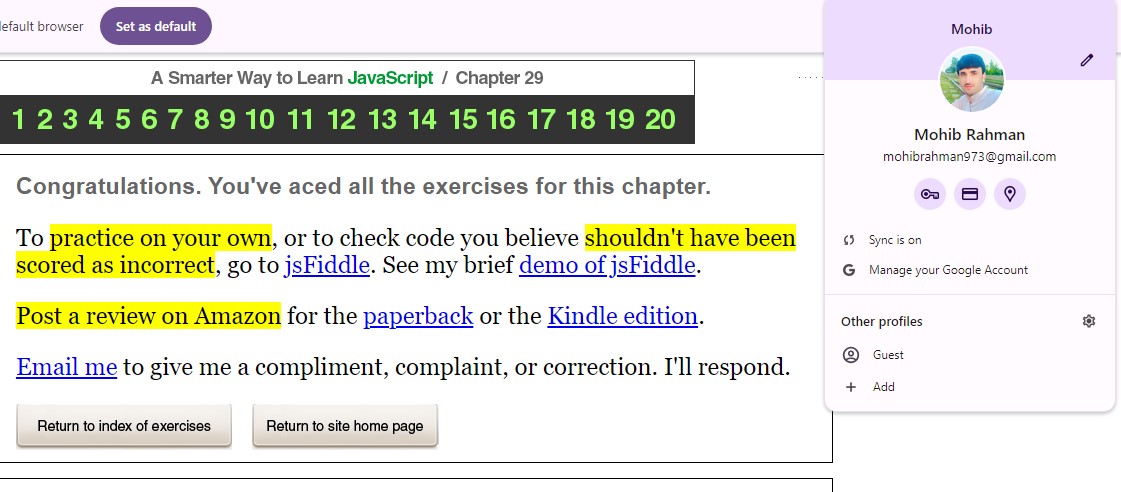 default browser
Set as default
A Smarter Way to Learn JavaScript / Chapter 29
1 2 3 4 5 6 7 8 9 10 11 12 13 14 15 16 17 18 19 20
Congratulations. You've aced all the exercises for this chapter.
To practice on your own, or to check code you believe shouldn't have been
scored as incorrect, go to jsFiddle. See my brief demo of jsFiddle.
Post a review on Amazon for the paperback or the Kindle edition.
Email me to give me a compliment, complaint, or correction. I'll respond.
Return to index of exercises
Return to site home page
Mohib
Mohib Rahman
mohibrahman973@gmail.com
Sync is on
Manage your Google Account
Other profiles
Guest
Add